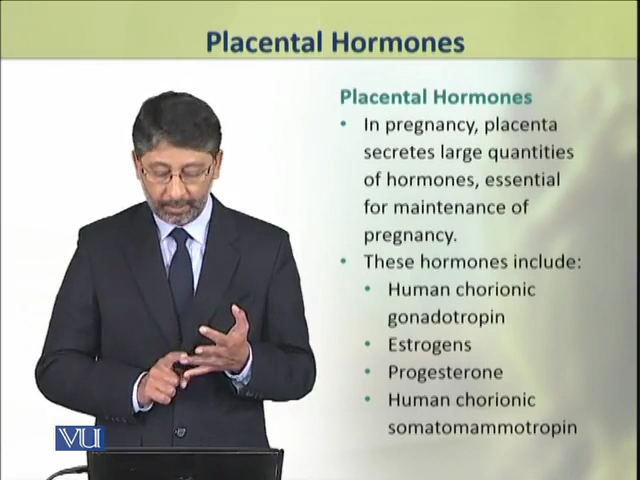 Placental Hormones
Placental Hormones
• In pregnancy, placenta
secretes large quantities
of hormones, essential
for maintenance of
pregnancy.
• These hormones include:
• Human chorionic
gonadotropin
• Estrogens
• Progesterone
• Human chorionic
somatomammotropin
VU